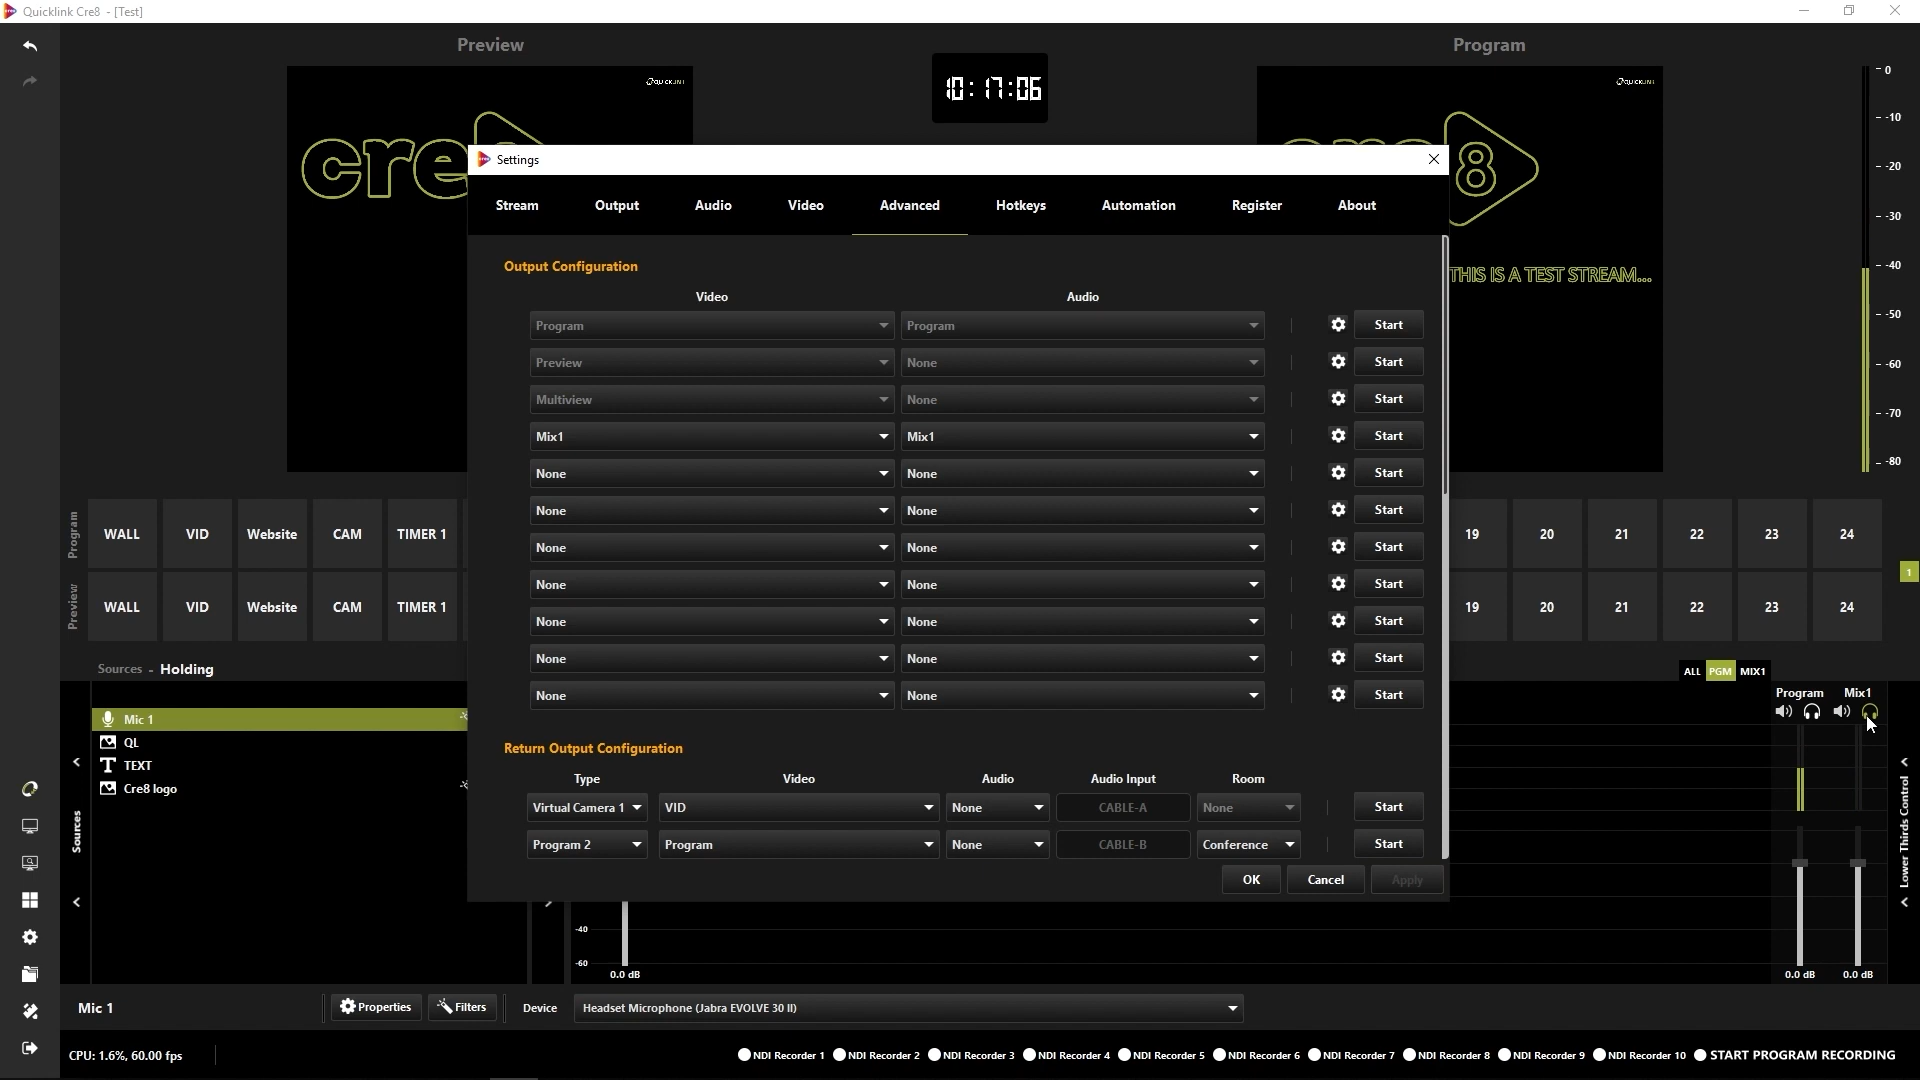 Quicklink Cre8 - [Test]
Preview
10:17:06
Program
QUICKLINK
QUICKLINK
cre
8
THIS IS A TEST STREAM...
0
-10
-20
-30
-40
-50
-60
-70
-80
Settings
Stream Output Audio Video Advanced Hotkeys Automation Register About
Output Configuration
Video Audio
Program Program Start
Preview None Start
Multiview None Start
Mix1 Mix1 Start
None None Start
None None Start
None None Start
None None Start
None None Start
None None Start
None None Start
Return Output Configuration
Type Video Audio Audio Input Room
Virtual Camera 1 VID None CABLE-A None Start
Program 2 Program None CABLE-B Conference Start
OK Cancel Apply
Program WALL VID Website CAM TIMER 1 19 20 21 22 23 24
1
Preview WALL VID Website CAM TIMER 1 19 20 21 22 23 24
Sources - Holding
ALL PGM MIX1
Program Mix1
Sources
Mic 1
QL
TEXT
Cre8 logo
Lower Thirds Control
-40
-60
0.0 dB
0.0 dB 0.0 dB
Mic 1 Properties Filters Device Headset Microphone (Jabra EVOLVE 30 II)
CPU: 1.6%, 60.00 fps
NDI Recorder 1 NDI Recorder 2 NDI Recorder 3 NDI Recorder 4 NDI Recorder 5 NDI Recorder 6 NDI Recorder 7 NDI Recorder 8 NDI Recorder 9 NDI Recorder 10 START PROGRAM RECORDING